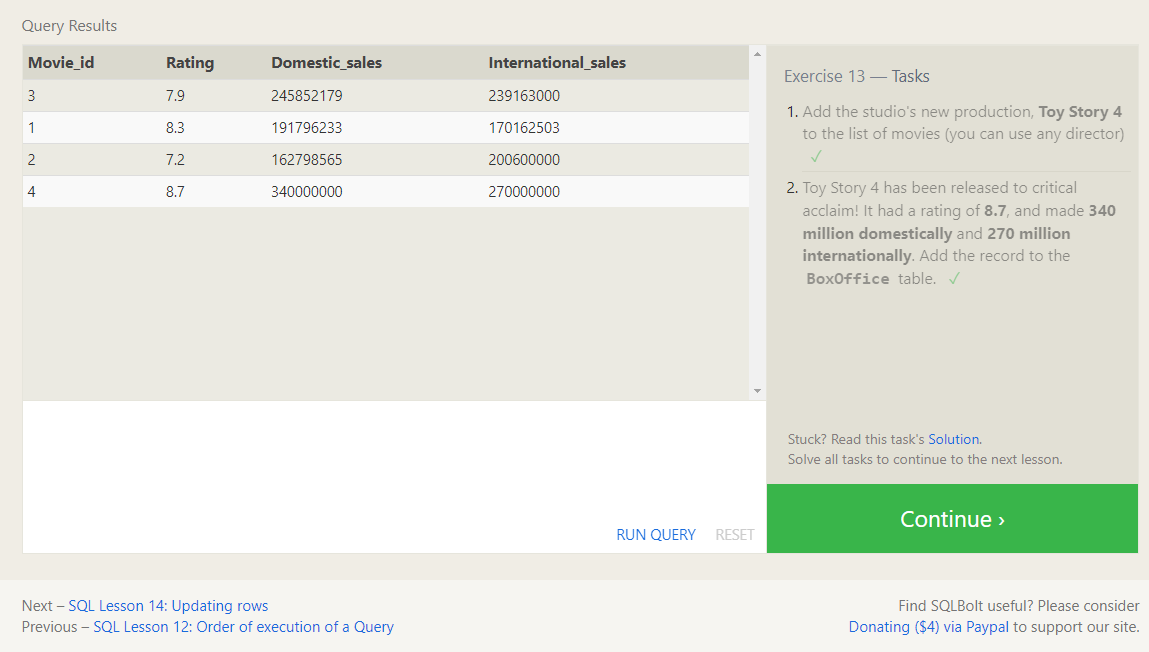 Query Results
Movie_id Rating Domestic_sales International_sales
3 7.9 245852179 239163000
1 8.3 191796233 170162503
2 7.2 162798565 200600000
4 8.7 340000000 270000000
RUN QUERY RESET
Exercise 13 — Tasks
1. Add the studio's new production, Toy Story 4
to the list of movies (you can use any director)
✓
2. Toy Story 4 has been released to critical
acclaim! It had a rating of 8.7, and made 340
million domestically and 270 million
internationally. Add the record to the
BoxOffice table. ✓
Stuck? Read this task's Solution.
Solve all tasks to continue to the next lesson.
Continue ›
Next – SQL Lesson 14: Updating rows
Previous – SQL Lesson 12: Order of execution of a Query
Find SQLBolt useful? Please consider
Donating ($4) via Paypal to support our site.